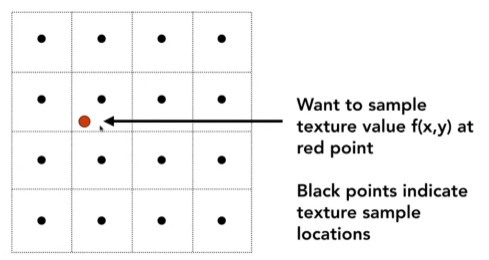 Want to sample
texture value f(x,y) at
red point
Black points indicate
texture sample
locations